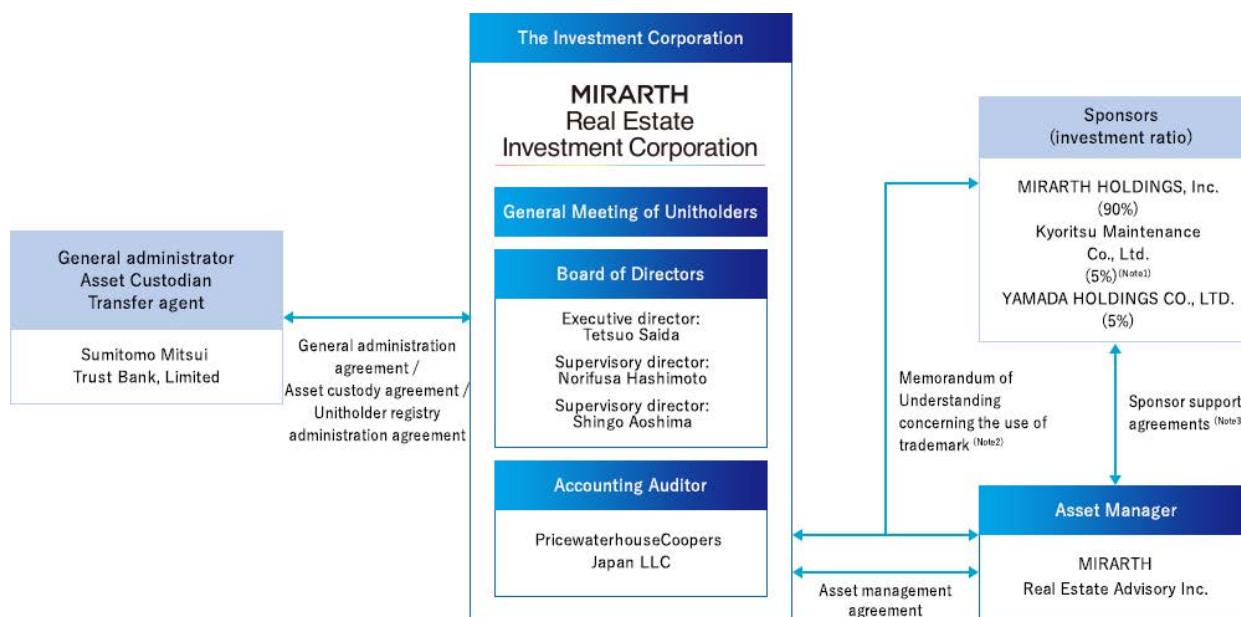 The Investment Corporation
MIRARTH
Real Estate
Investment Corporation
General Meeting of Unitholders
Board of Directors
Executive director:
Tetsuo Saida
Supervisory director:
Norifusa Hashimoto
Supervisory director:
Shingo Aoshima
Accounting Auditor
PricewaterhouseCoopers
Japan LLC
General administrator
Asset Custodian
Transfer agent
Sumitomo Mitsui
Trust Bank, Limited
General administration
agreement /
Asset custody agreement /
Unitholder registry
administration agreement
Sponsors
(investment ratio)
MIRARTH HOLDINGS, Inc.
(90%)
Kyoritsu Maintenance
Co., Ltd.
(5%) (Note1)
YAMADA HOLDINGS CO., LTD.
(5%)
Memorandum of
Understanding
concerning the use of
trademark (Note2)
Sponsor support
agreements (Note3
Asset Manager
MIRARTH
Real Estate Advisory Inc.
Asset management
agreement